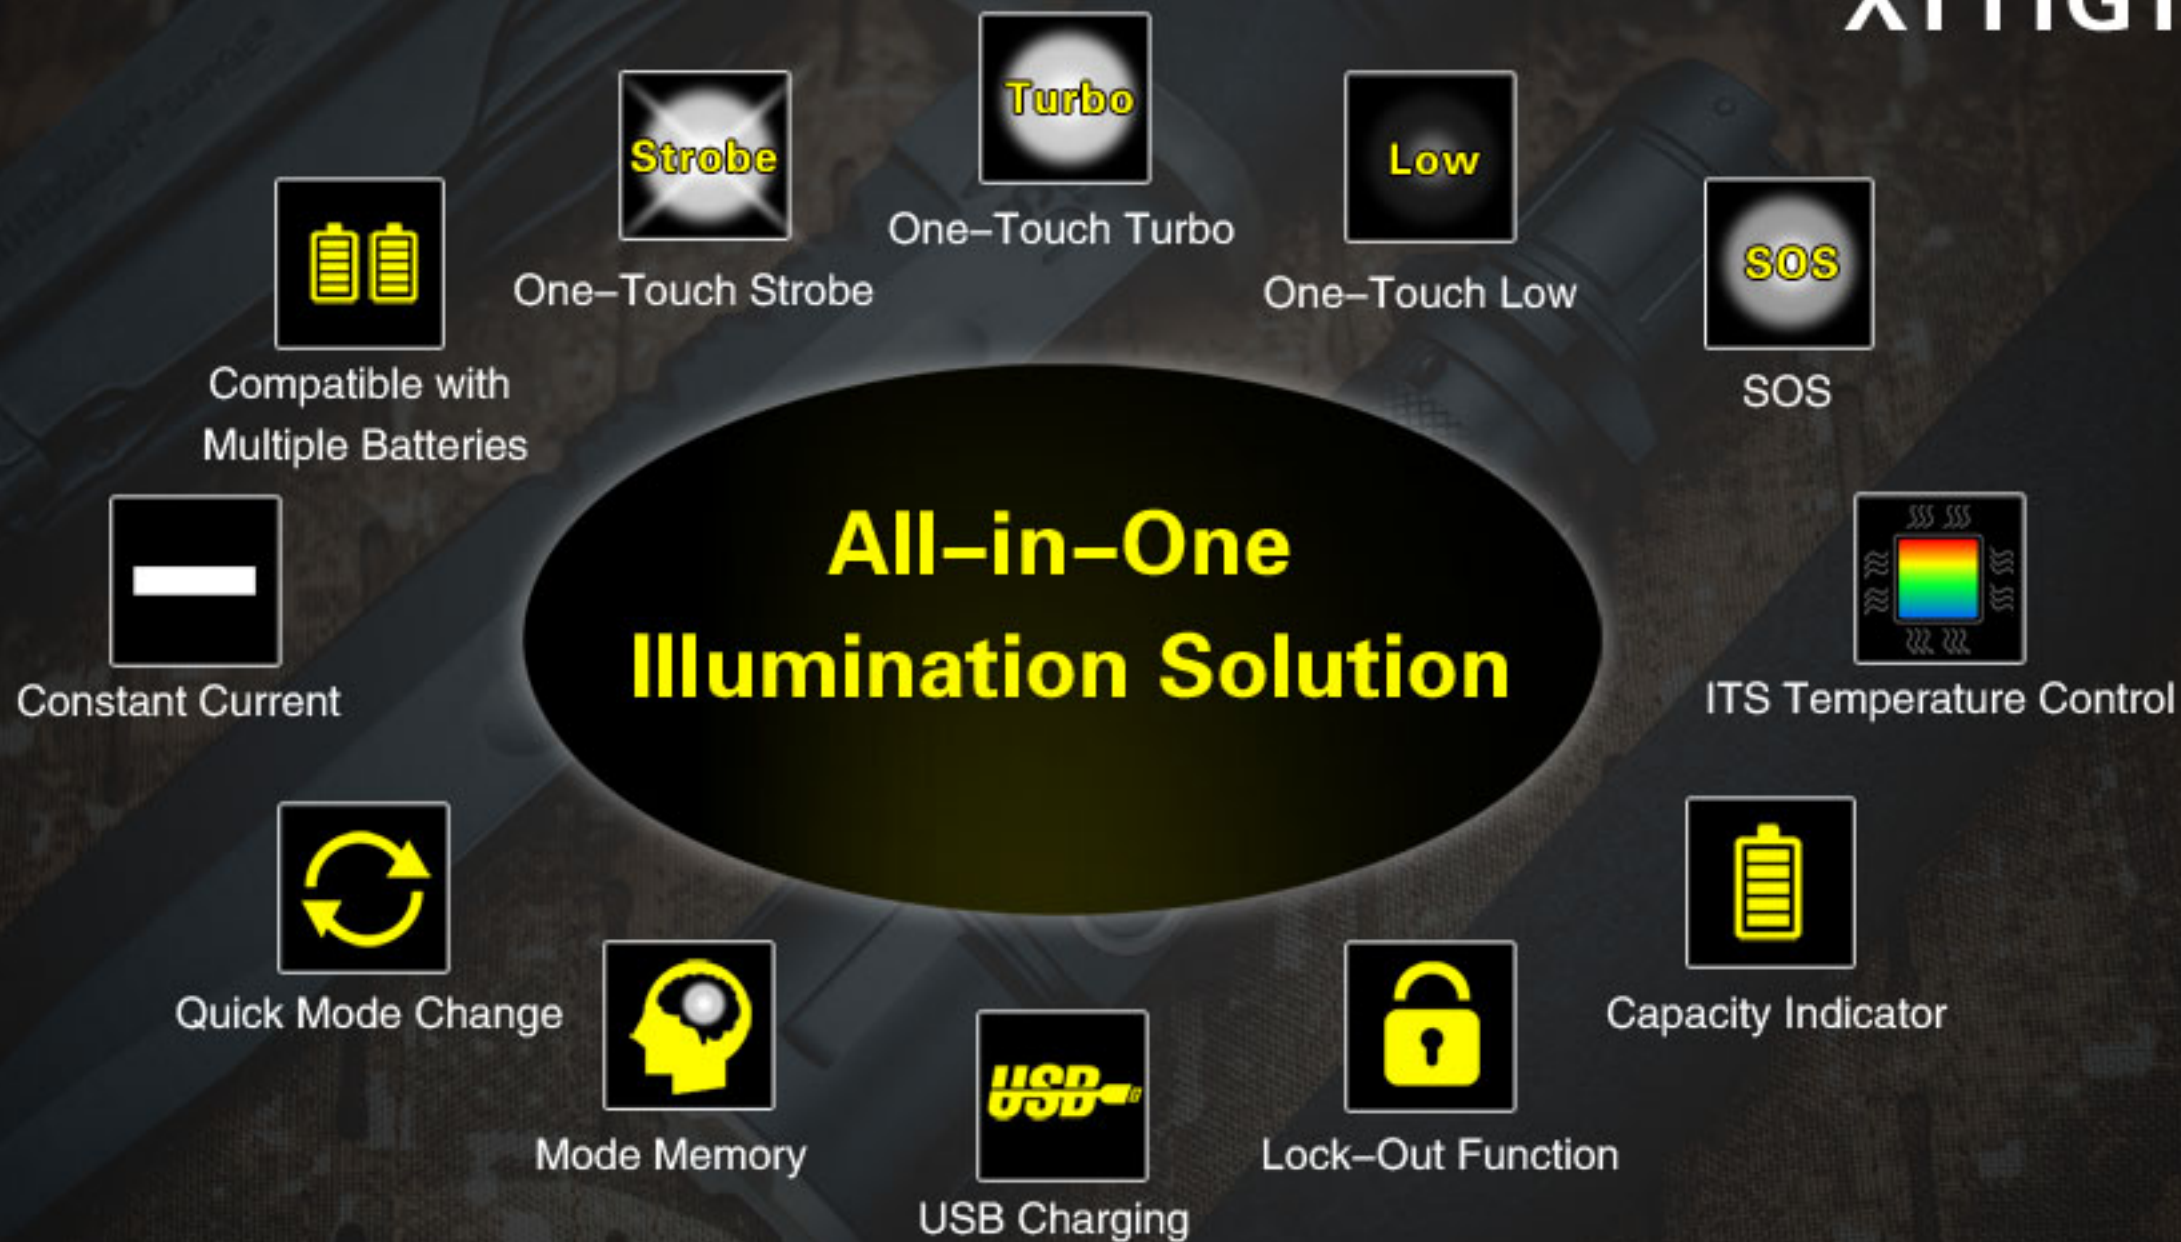 Turbo
One-Touch Turbo
Strobe
One-Touch Strobe
Low
One-Touch Low
SOS
SOS
Compatible with
Multiple Batteries
All-in-One
Illumination Solution
Constant Current
ITS Temperature Control
Quick Mode Change
Capacity Indicator
Mode Memory
Lock-Out Function
USB
USB Charging